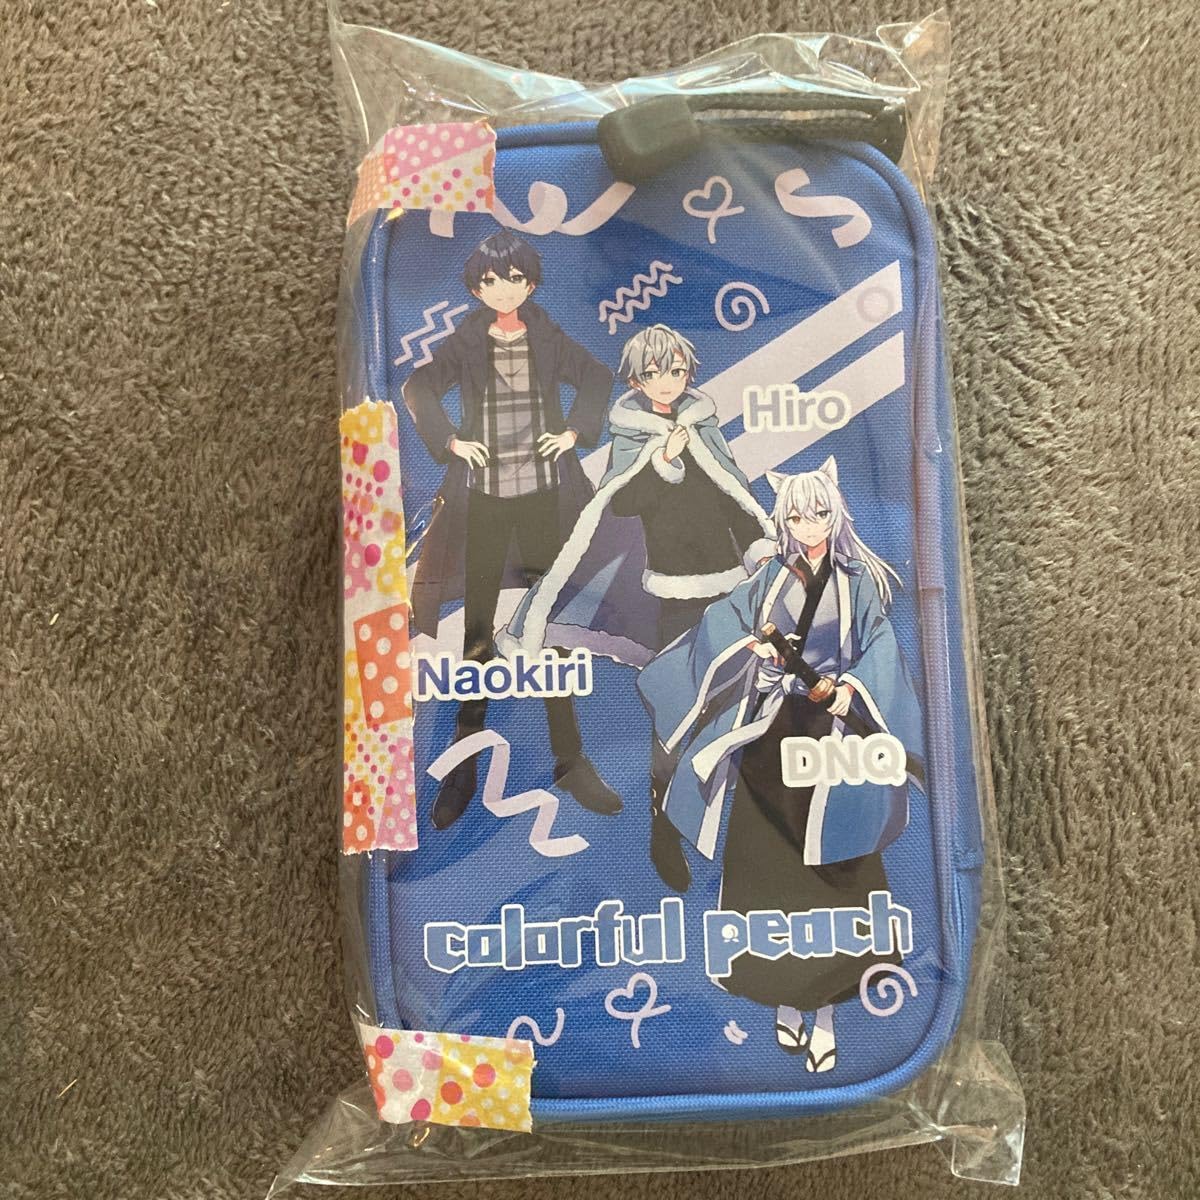 Hiro
Naokiri
DNQ
colorful peach